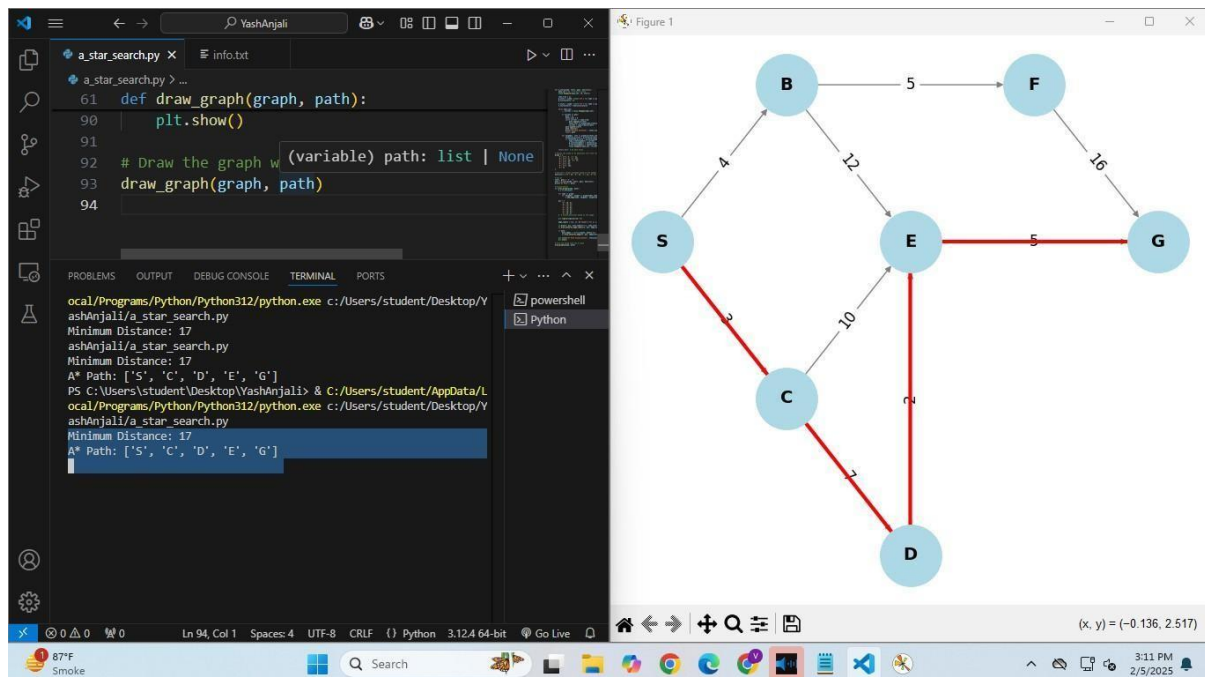 YashAnjali
a_star_search.py
info.txt
a_star_search.py > ...
61 def draw_graph(graph, path):
90 plt.show()
91
92 # Draw the graph w
(variable) path: list | None
93 draw_graph(graph, path)
94
PROBLEMS OUTPUT DEBUG CONSOLE TERMINAL PORTS
ocal/Programs/Python/Python312/python.exe c:/Users/student/Desktop/Y
ashAnjali/a_star_search.py
Minimum Distance: 17
ashAnjali/a_star_search.py
Minimum Distance: 17
A* Path: ['S', 'C', 'D', 'E', 'G']
PS C:\Users\student\Desktop\YashAnjali> & C:/Users/student/AppData/L
ocal/Programs/Python/Python312/python.exe c:/Users/student/Desktop/Y
ashAnjali/a_star_search.py
Minimum Distance: 17
A* Path: ['S', 'C', 'D', 'E', 'G']
powershell
Python
0 0 0 Ln 94, Col 1 Spaces: 4 UTF-8 CRLF {} Python 3.12.4 64-bit Go Live
Figure 1
B 5 F
4 12 16
S E 5 G
3 10
C 2
7
D
(x, y) = (−0.136, 2.517)
1
87°F
Smoke
Search
V
3:11 PM
2/5/2025